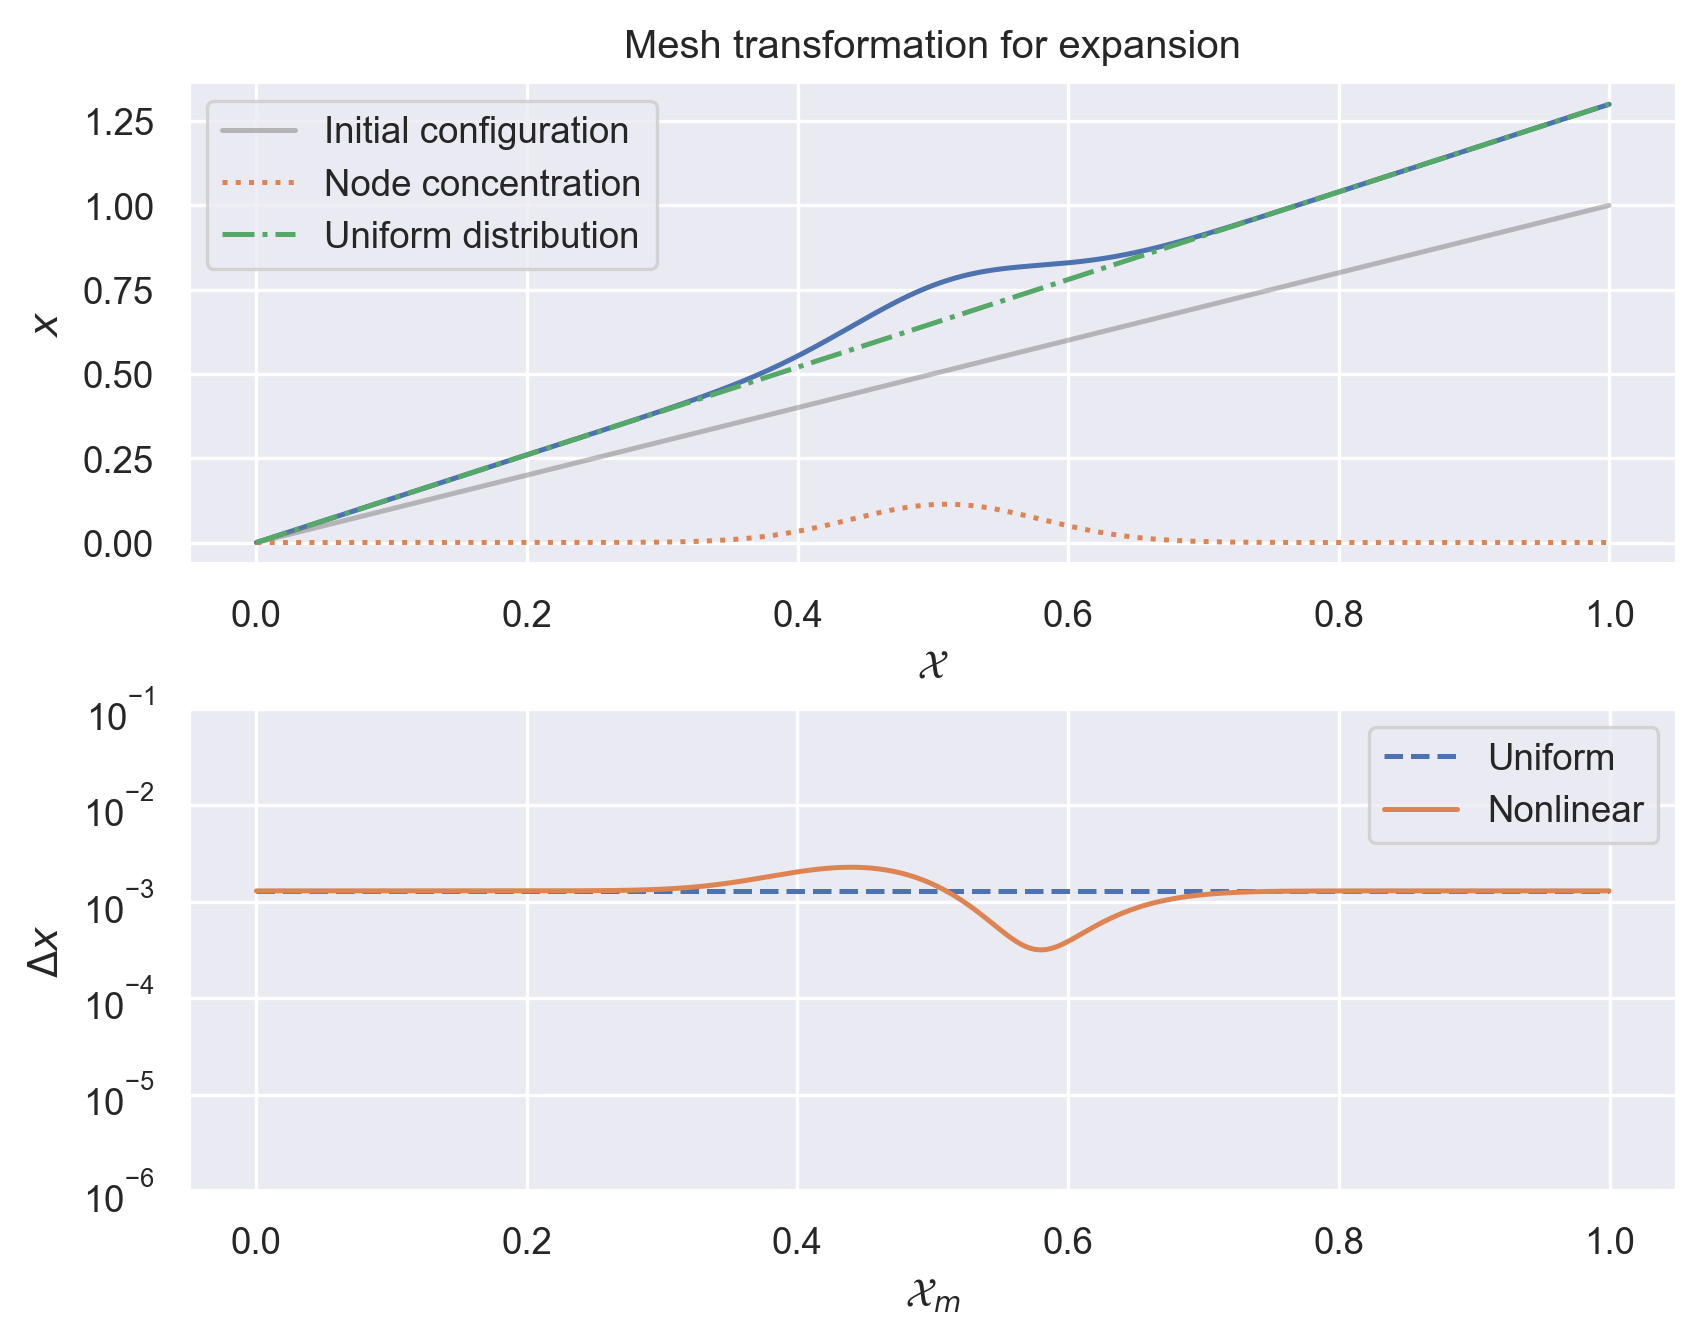 Mesh transformation for expansion
1.25
1.00
0.75
0.50
0.25
0.00
x
Initial configuration
Node concentration
Uniform distribution
0.0 0.2 0.4 0.6 0.8 1.0
𝒳
10⁻¹
10⁻²
10⁻³
10⁻⁴
10⁻⁵
10⁻⁶
Δx
Uniform
Nonlinear
0.0 0.2 0.4 0.6 0.8 1.0
𝒳ₘ